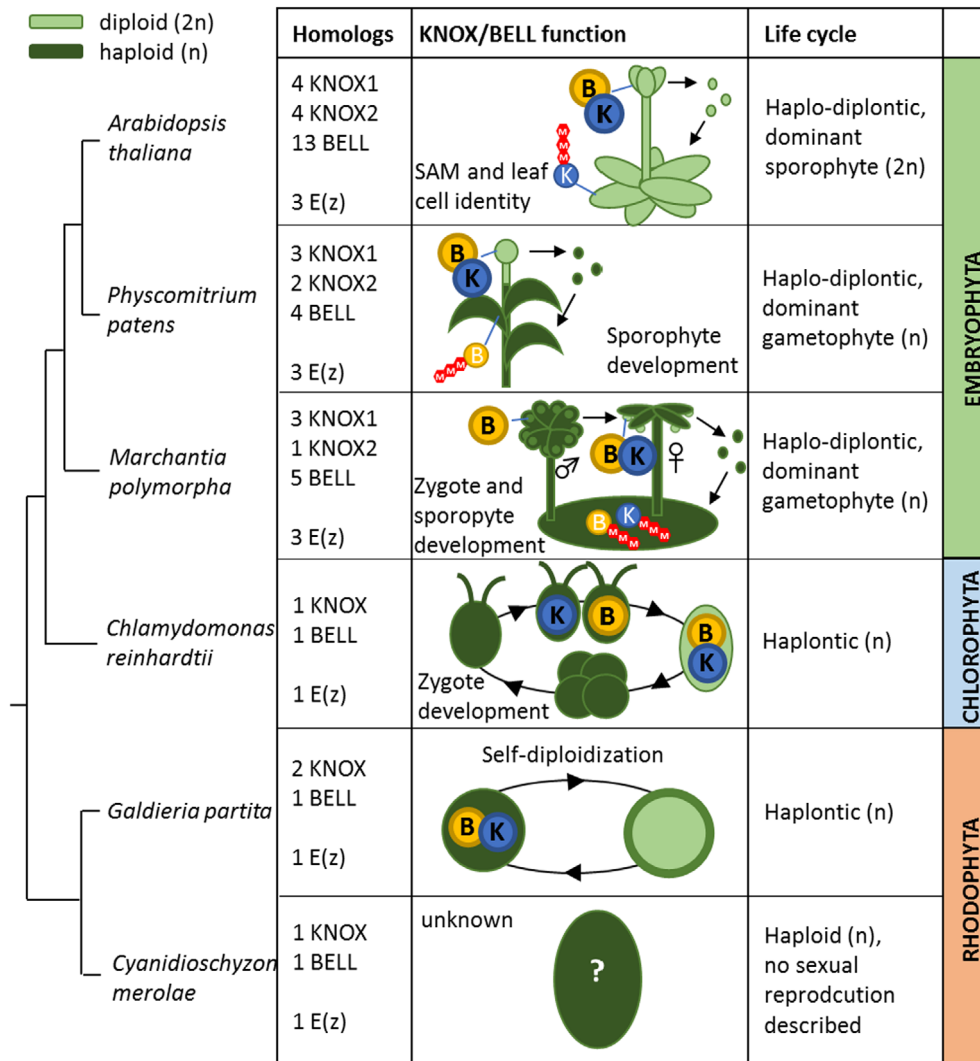 diploid (2n)
haploid (n)
Homologs
KNOX/BELL function
Life cycle
Arabidopsis
thaliana
4 KNOX1
4 KNOX2
13 BELL
3 E(z)
B
K
M
M
M
K
SAM and leaf
cell identity
Haplo-diplontic,
dominant
sporophyte (2n)
Physcomitrium
patens
3 KNOX1
2 KNOX2
4 BELL
3 E(z)
B
K
B
M
M
M
Sporophyte
development
Haplo-diplontic,
dominant
gametophyte (n)
Marchantia
polymorpha
3 KNOX1
1 KNOX2
5 BELL
3 E(z)
B
♂
B
K
♀
Zygote and
sporopyte
development
B
K
M
M
M
M
M
M
Haplo-diplontic,
dominant
gametophyte (n)
EMBRYOPHYTA
Chlamydomonas
reinhardtii
1 KNOX
1 BELL
1 E(z)
K
B
B
K
Zygote
development
Haplontic (n)
CHLOROPHYTA
Galdieria partita
2 KNOX
1 BELL
1 E(z)
Self-diploidization
B
K
Haplontic (n)
Cyanidioschyzon
merolae
1 KNOX
1 BELL
1 E(z)
unknown
?
Haploid (n),
no sexual
reprodcution
described
RHODOPHYTA